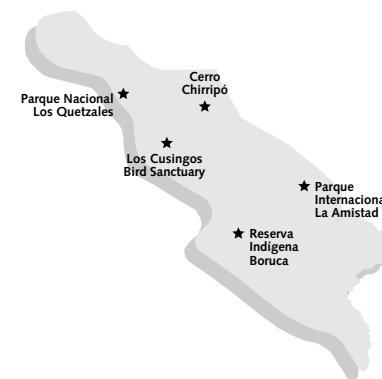 Cerro
Chirripó
Parque Nacional
Los Quetzales
Los Cusingos
Bird Sanctuary
Parque
Internaciona
La Amistad
Reserva
Indígena
Boruca